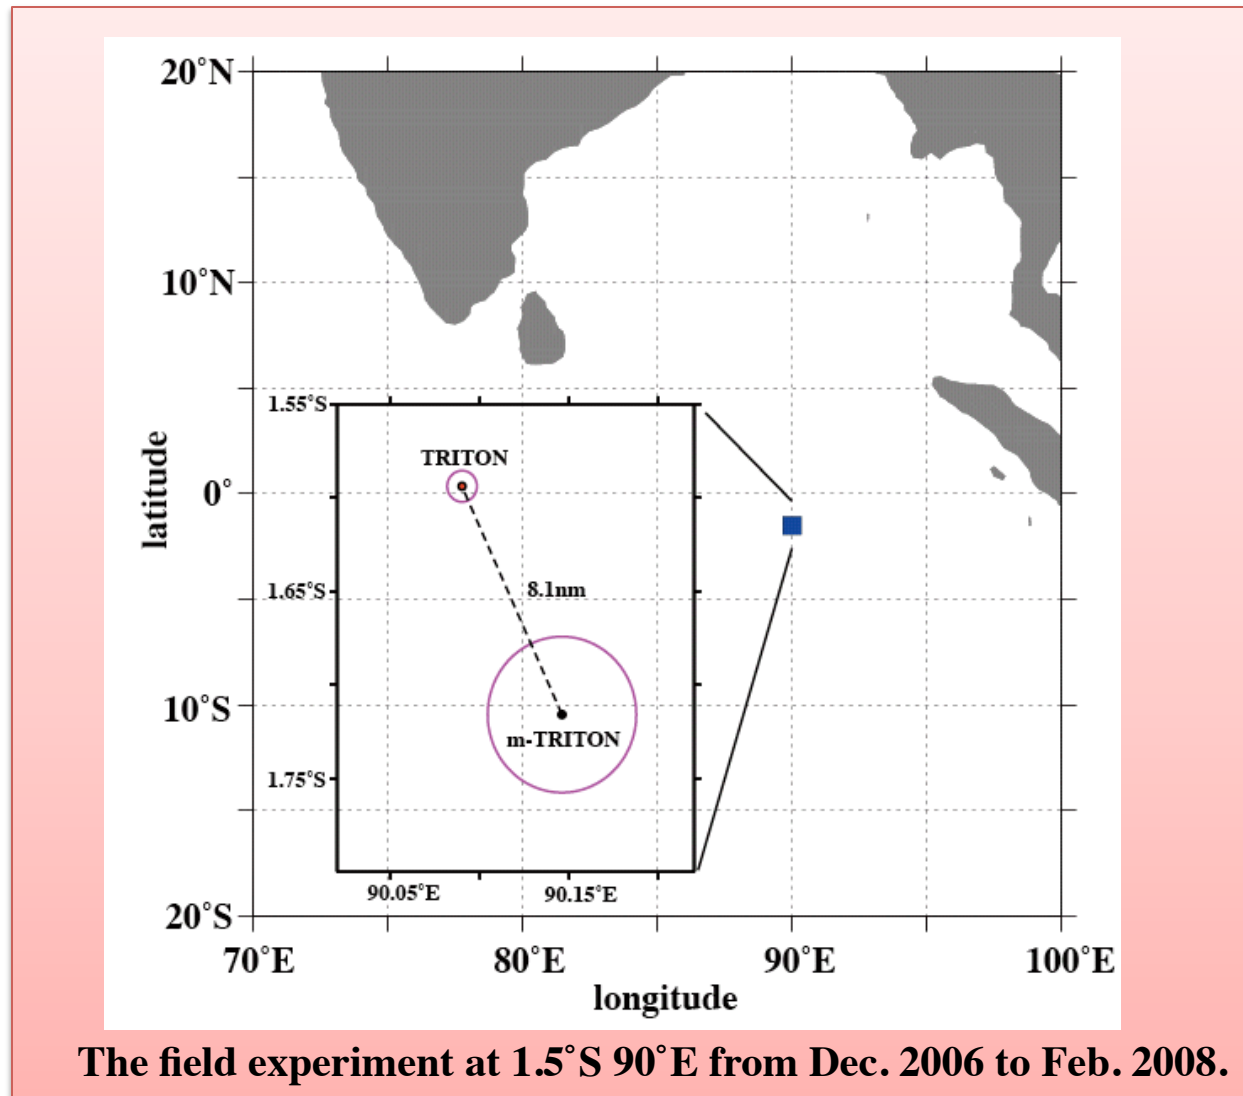 20˚N
10˚N
1.55˚S
TRITON
latitude
0˚
8.1nm
1.65˚S
10˚S
m-TRITON
1.75˚S
90.05˚E
90.15˚E
20˚S
70˚E
80˚E
90˚E
100˚E
longitude
The field experiment at 1.5˚S 90˚E from Dec. 2006 to Feb. 2008.